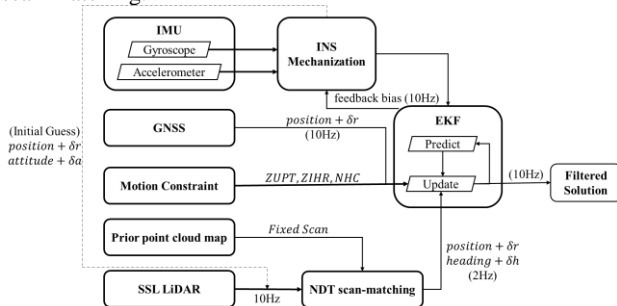 IMU
Gyroscope
Accelerometer
INS
Mechanization
feedback bias (10Hz)
GNSS
position + δr
(10Hz)
EKF
Predict
Update
(Initial Guess)
position + δr
attitude + δa
Motion Constraint
ZUPT, ZIHR, NHC
(10Hz)
Filtered
Solution
Prior point cloud map
Fixed Scan
position + δr
heading + δh
(2Hz)
SSL LiDAR
10Hz
NDT scan-matching